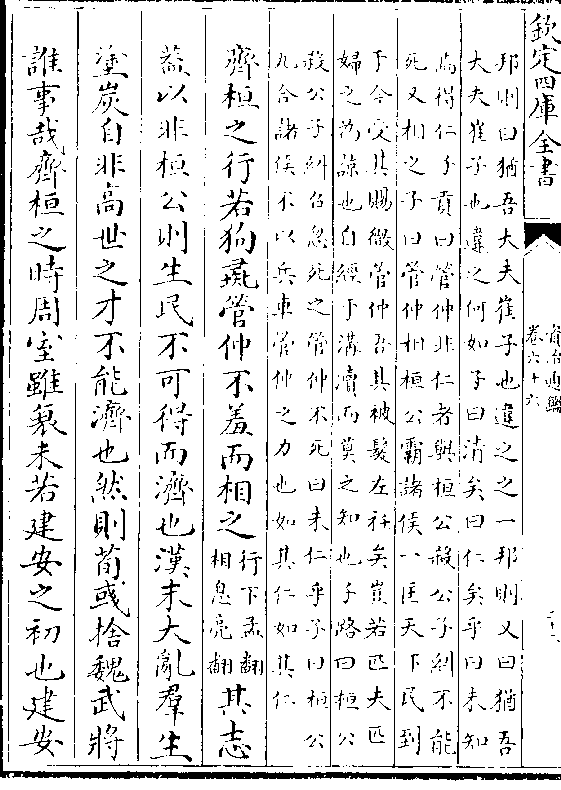 欽定四庫全書
資治通鑑
卷六十六
邦則曰猶吾大夫崔子也違之之一邦則又曰猶吾
大夫崔子也違之何如子曰清矣曰仁矣乎曰未知
焉得仁子貢曰管仲非仁者與桓公殺公子糾不能
死又相之子曰管仲相桓公霸諸侯一匡天下民到
于今受其賜微管仲吾其被髮左衽矣豈若匹夫匹
婦之為諒也自經于溝瀆而莫之知也子路曰桓公
殺公子糾召忽死之管仲不死曰未仁乎子曰桓公
九合諸侯不以兵車管仲之力也如其仁如其仁
齊桓之行若狗彘管仲不羞而相之行下孟翻相息亮翻其志
蓋以非桓公則生民不可得而濟也漢末大亂羣生
塗炭自非高世之才不能濟也然則荀彧捨魏武將
誰事哉齊桓之時周室雖衰未若建安之初也建安